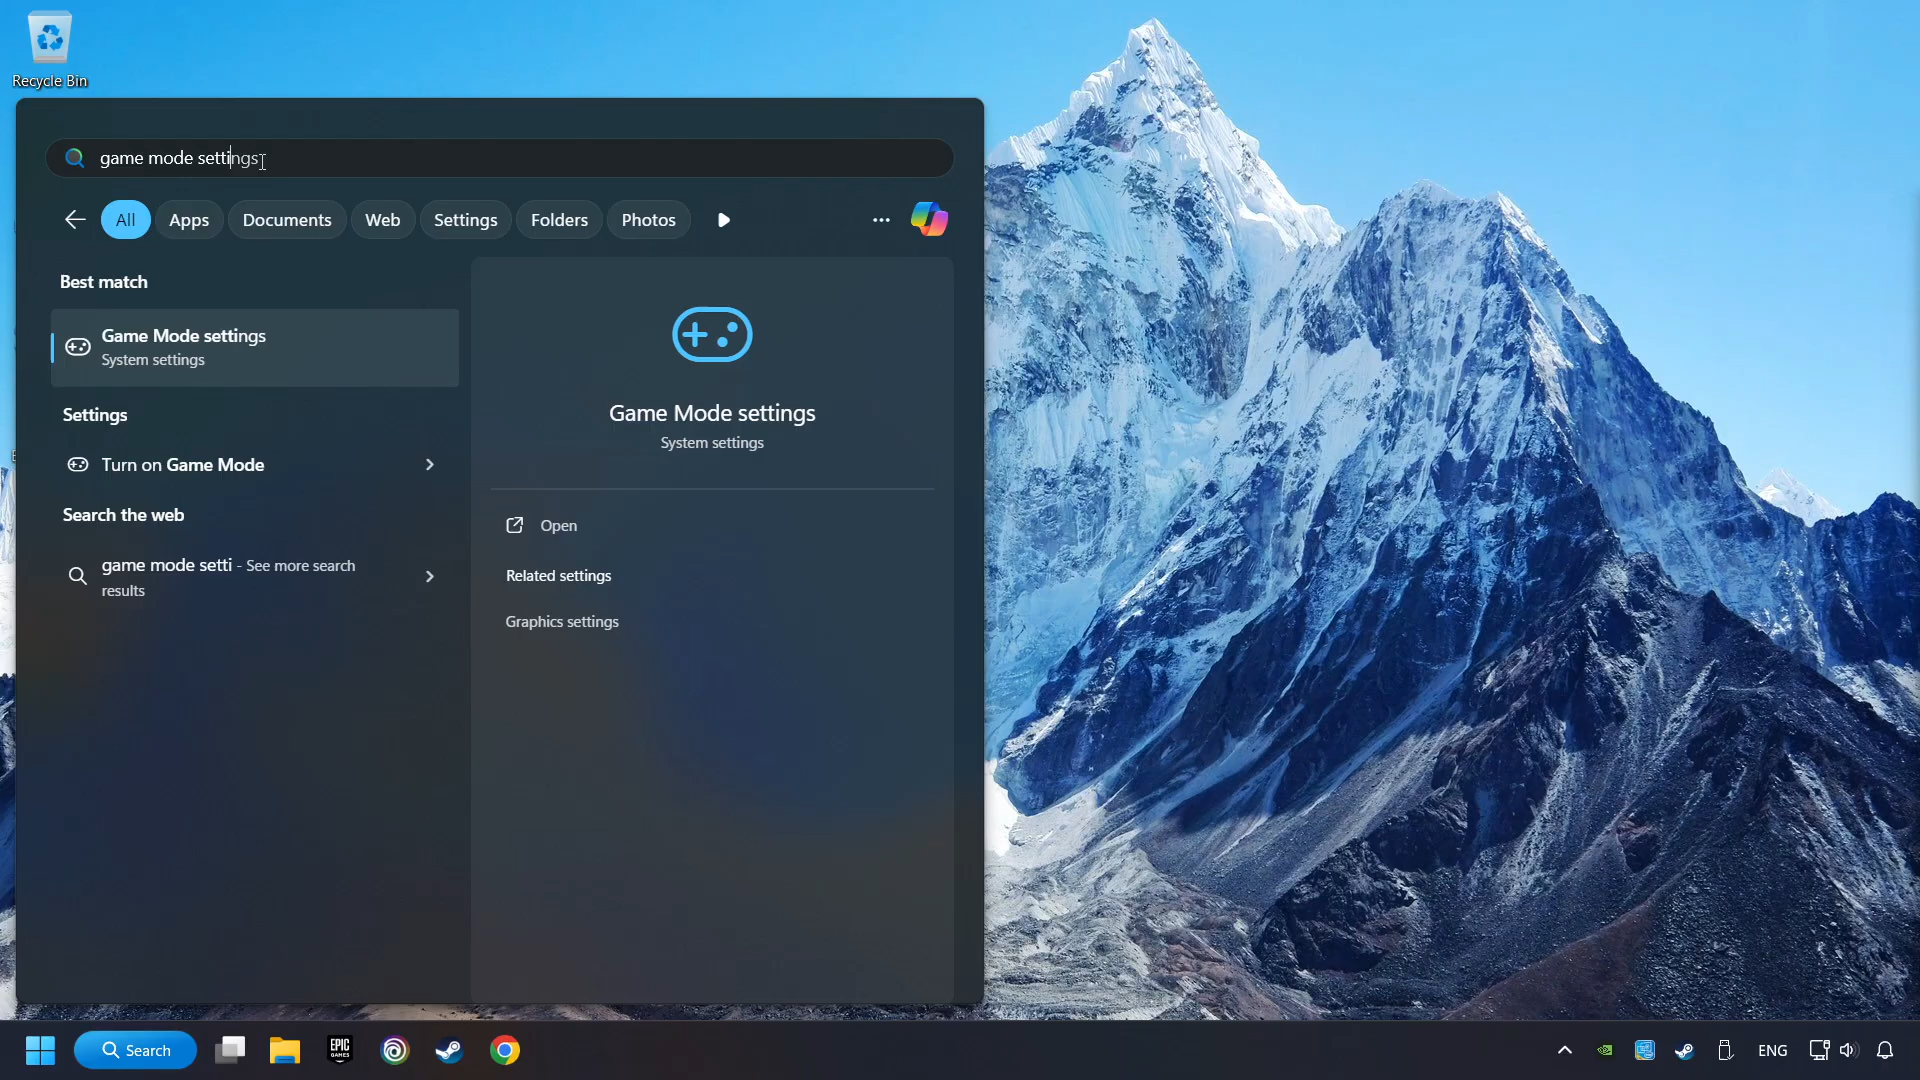 Recycle Bin
game mode settings
All
Apps
Documents
Web
Settings
Folders
Photos
Best match
Game Mode settings
System settings
Settings
Turn on Game Mode
Search the web
game mode setti - See more search
results
Game Mode settings
System settings
Open
Related settings
Graphics settings
Search
EPIC
GAMES
ENG